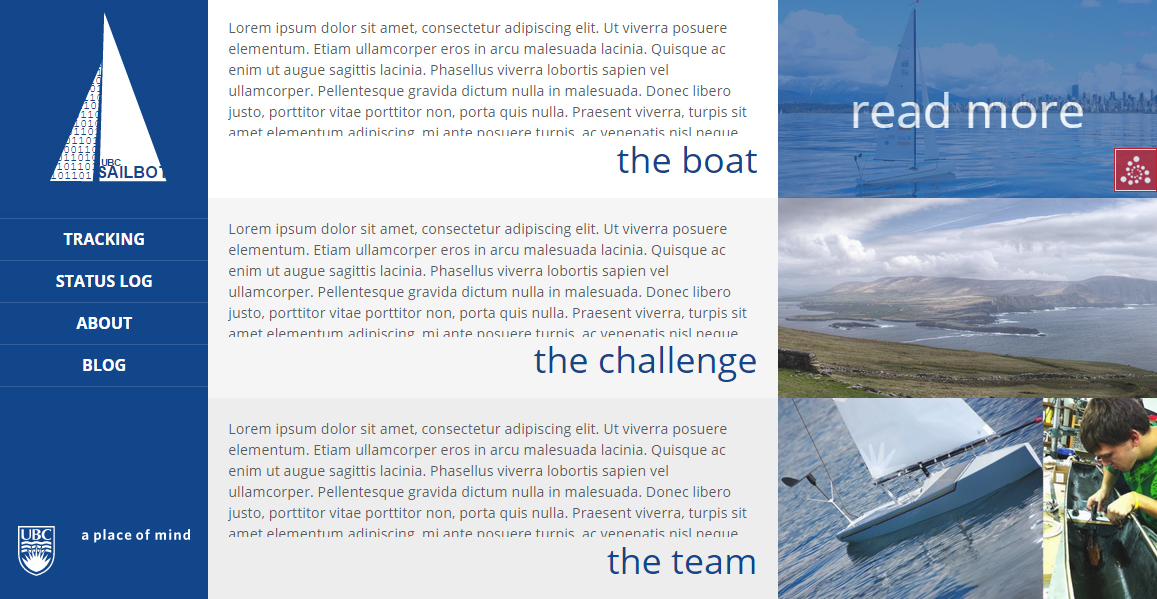 UBC
SAILBOT
TRACKING
STATUS LOG
ABOUT
BLOG
UBC
a place of mind
Lorem ipsum dolor sit amet, consectetur adipiscing elit. Ut viverra posuere
elementum. Etiam ullamcorper eros in arcu malesuada lacinia. Quisque ac
enim ut augue sagittis lacinia. Phasellus viverra lobortis sapien vel
ullamcorper. Pellentesque gravida dictum nulla in malesuada. Donec libero
justo, porttitor vitae porttitor non, porta quis nulla. Praesent viverra, turpis sit
amet elementum adipiscing, mi ante posuere turpis, ac venenatis nisl neque
the boat
read more
Lorem ipsum dolor sit amet, consectetur adipiscing elit. Ut viverra posuere
elementum. Etiam ullamcorper eros in arcu malesuada lacinia. Quisque ac
enim ut augue sagittis lacinia. Phasellus viverra lobortis sapien vel
ullamcorper. Pellentesque gravida dictum nulla in malesuada. Donec libero
justo, porttitor vitae porttitor non, porta quis nulla. Praesent viverra, turpis sit
amet elementum adipiscing, mi ante posuere turpis, ac venenatis nisl neque
the challenge
Lorem ipsum dolor sit amet, consectetur adipiscing elit. Ut viverra posuere
elementum. Etiam ullamcorper eros in arcu malesuada lacinia. Quisque ac
enim ut augue sagittis lacinia. Phasellus viverra lobortis sapien vel
ullamcorper. Pellentesque gravida dictum nulla in malesuada. Donec libero
justo, porttitor vitae porttitor non, porta quis nulla. Praesent viverra, turpis sit
amet elementum adipiscing, mi ante posuere turpis, ac venenatis nisl neque
the team